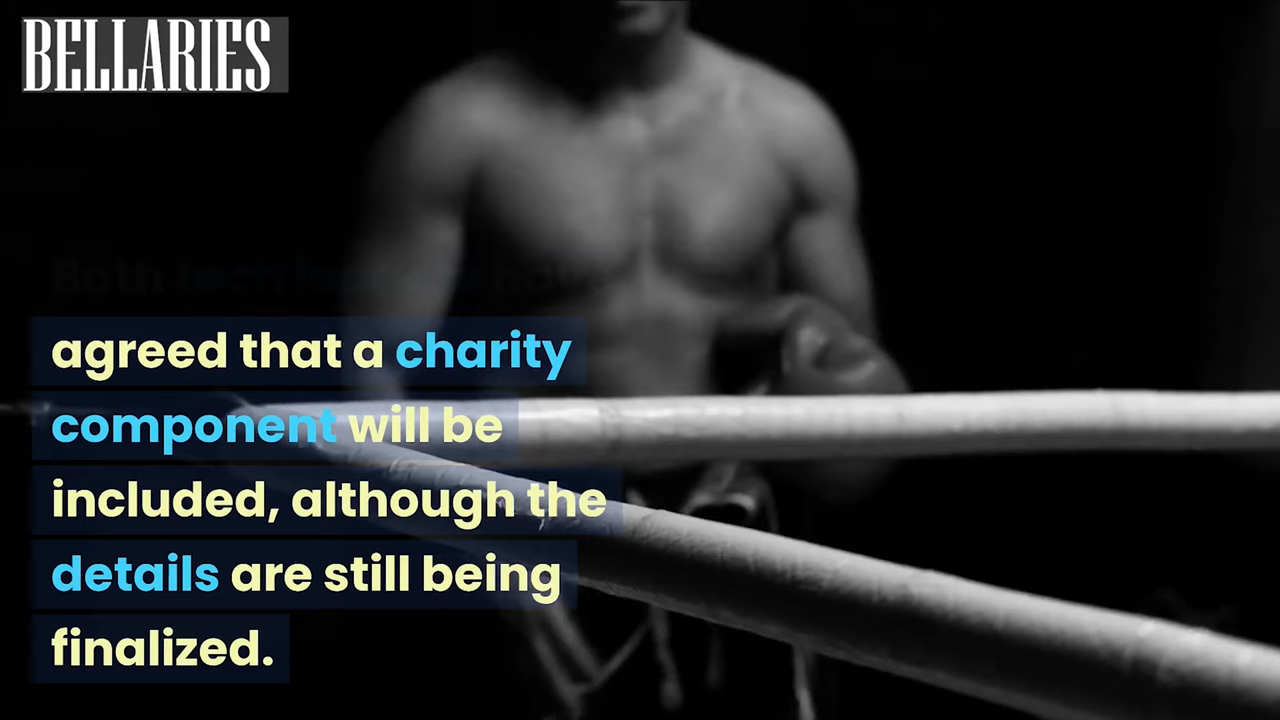 BELLARIES
agreed that a charity
component will be
included, although the
details are still being
finalized.